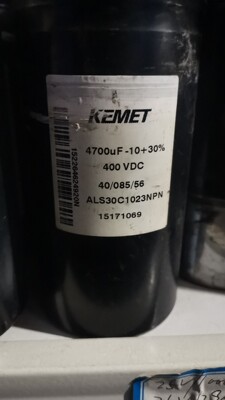 KEMET
4700uF -10+30%
400 VDC
40/085/56
ALS30C1023NPN
15171069